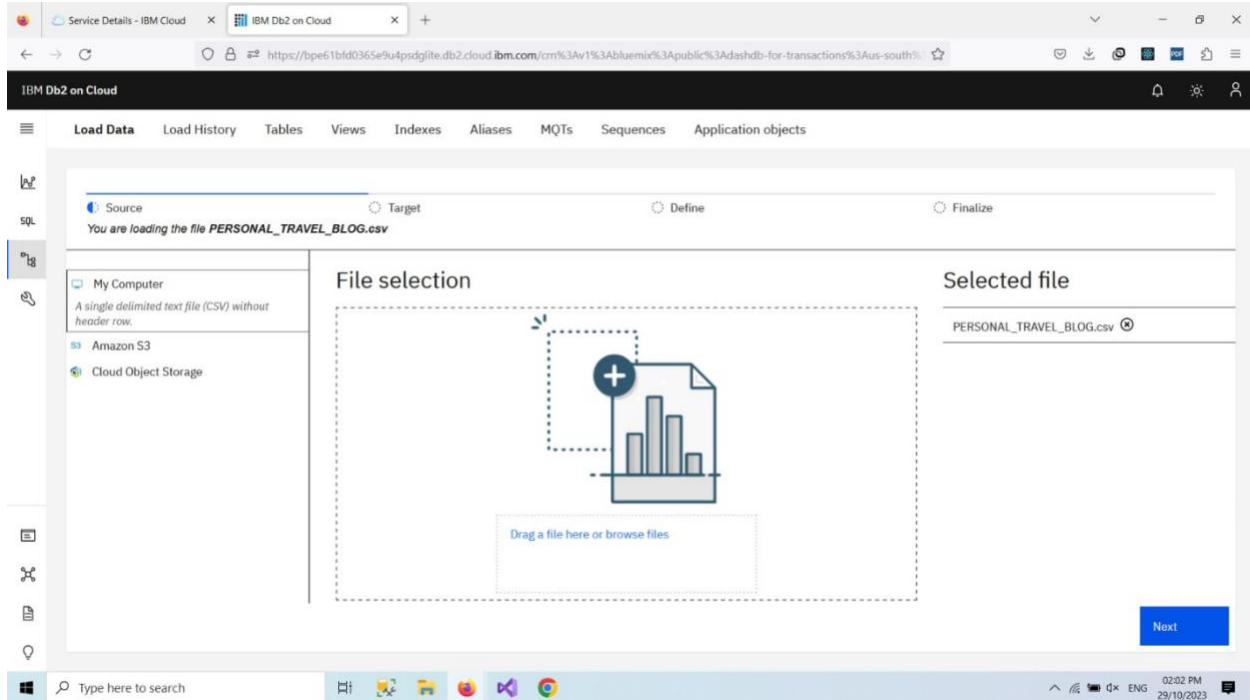 Service Details - IBM Cloud
IBM Db2 on Cloud
https://bpe61bfd0365e9u4psdglite.db2.cloud.ibm.com/crn%3Av1%3Abluemix%3Apublic%3Adashdb-for-transactions%3Aus-south%
PDF
IBM Db2 on Cloud
Load Data Load History Tables Views Indexes Aliases MQTs Sequences Application objects
SQL
Source Target Define Finalize
You are loading the file PERSONAL_TRAVEL_BLOG.csv
My Computer
A single delimited text file (CSV) without
header row.
S3 Amazon S3
Cloud Object Storage
File selection
Drag a file here or browse files
Selected file
PERSONAL_TRAVEL_BLOG.csv
Next
Type here to search
ENG
02:02 PM
29/10/2023